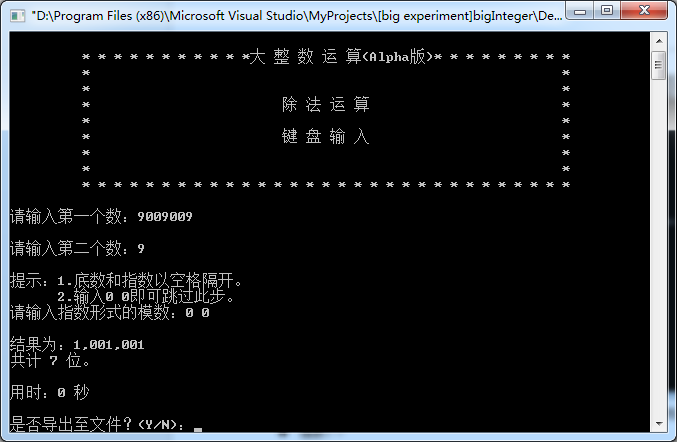 "D:\Program Files (x86)\Microsoft Visual Studio\MyProjects\[big experiment]bigInteger\De...
* * * * * * * * * * *大 整 数 运 算(Alpha版)* * * * * * * * *
* *
* *
* 除 法 运 算 *
* *
* 键 盘 输 入 *
* *
* *
* * * * * * * * * * * * * * * * * * * * * * * * * * * * * * *
请输入第一个数：9009009
请输入第二个数：9
提示：1.底数和指数以空格隔开。
2.输入0 0即可跳过此步。
请输入指数形式的模数：0 0
结果为：1,001,001
共计 7 位。
用时：0 秒
是否导出至文件？(Y/N)：_